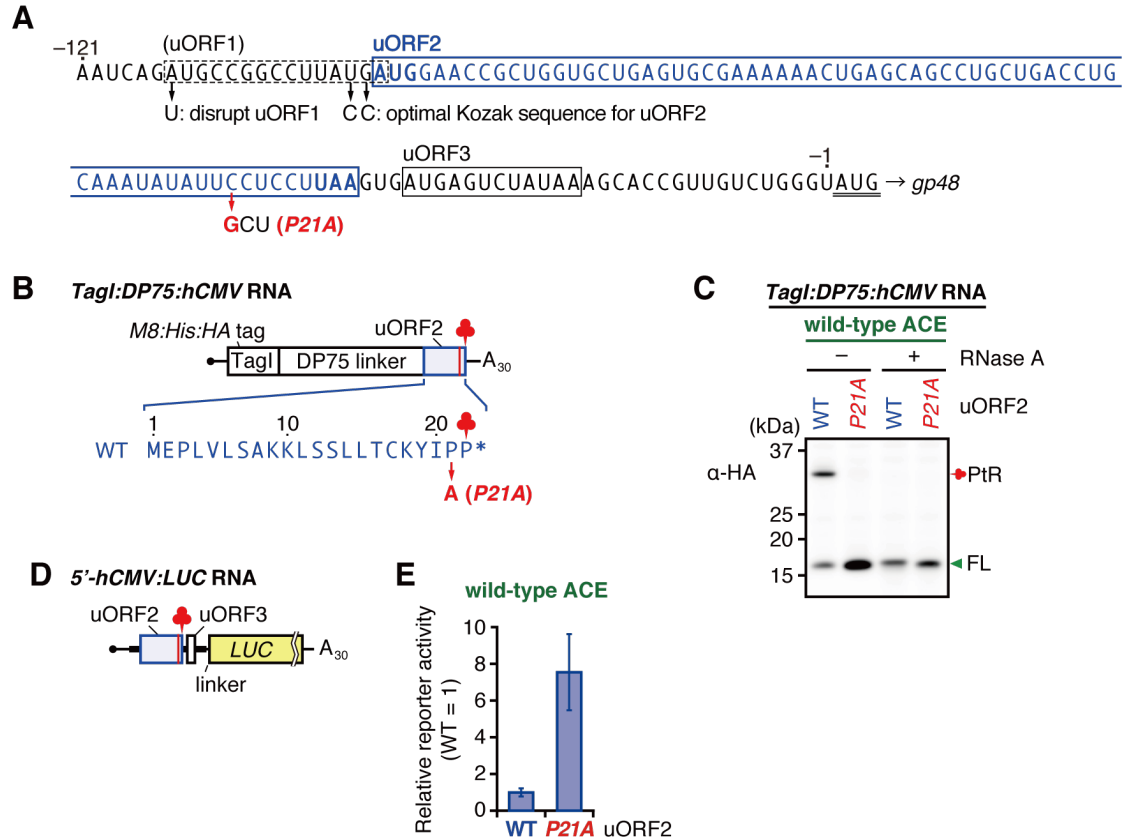 A
−121
(uORF1)
uORF2
AAUCAGAUGCCGGCCUUAUGAUGGAACCGCUGGUGCUGAGUGCGAAAAAACUGAGCAGCCUGCUGACCUG
U: disrupt uORF1 CC: optimal Kozak sequence for uORF2
uORF3
−1
CAAAUAUAUUCCUCCUUAAGUGAUGAGUCUAUAAAGCACCGUUGUCUGGGUAUG → gp48
GCU (P21A)
B
TagI:DP75:hCMV RNA
M8:His:HA tag
uORF2
TagI
DP75 linker
A30
1
10
20
WT MEPLVLSAKKLSSLLTCKYIPP*
A (P21A)
C
TagI:DP75:hCMV RNA
wild-type ACE
− + RNase A
WT P21A WT P21A uORF2
(kDa)
37
α-HA
PtR
25
20
FL
15
D
5’-hCMV:LUC RNA
uORF2
uORF3
LUC
A30
linker
E
wild-type ACE
Relative reporter activity
(WT = 1)
10
8
6
4
2
0
WT P21A uORF2